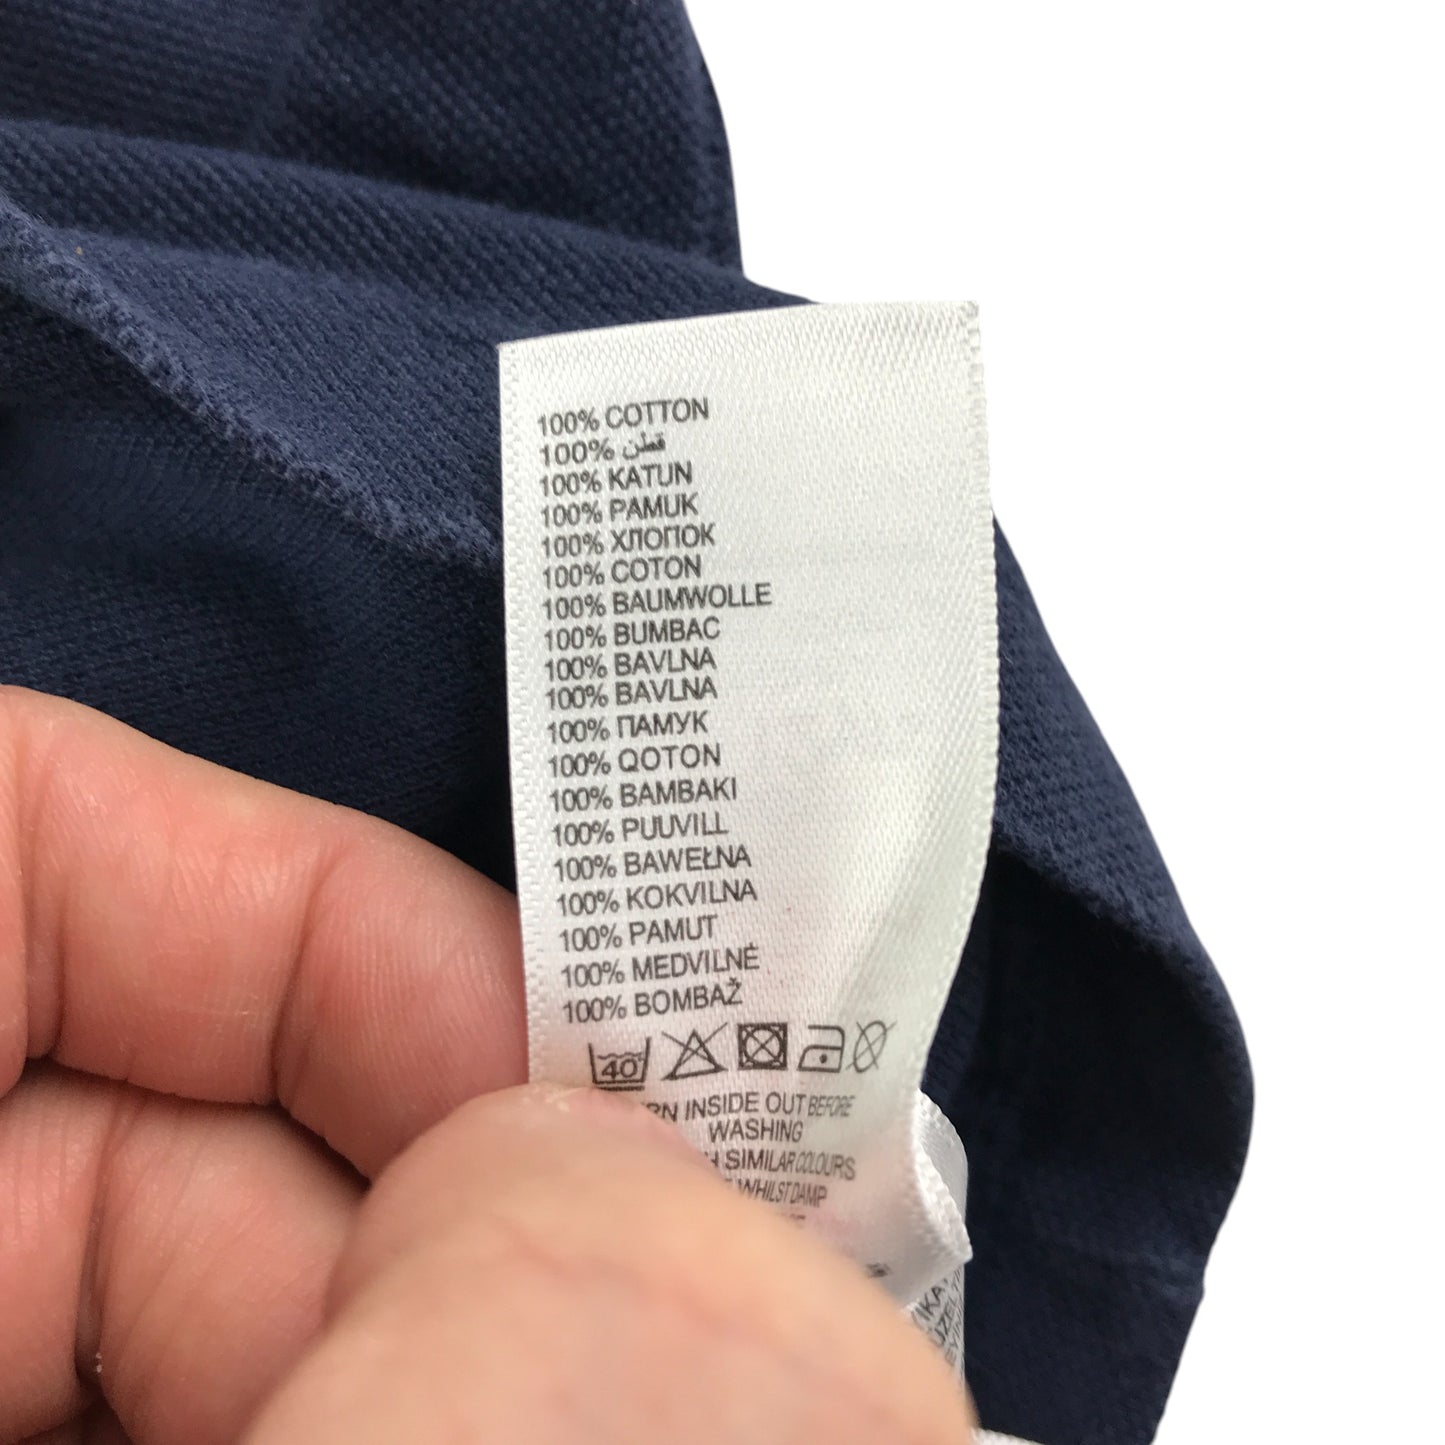 100% COTTON
100% قطن
100% KATUN
100% PAMUK
100% ХЛОПОК
100% COTON
100% BAUMWOLLE
100% BUMBAC
100% BAVLNA
100% BAVLNA
100% ПАМУК
100% QOTON
100% BAMBAKI
100% PUUVILL
100% BAWEŁNA
100% KOKVILNA
100% PAMUT
100% MEDVILNĖ
100% BOMBAŽ
40
INSIDE OUT BEFORE
WASHING
SIMILAR COLOURS
WHILST DAMP